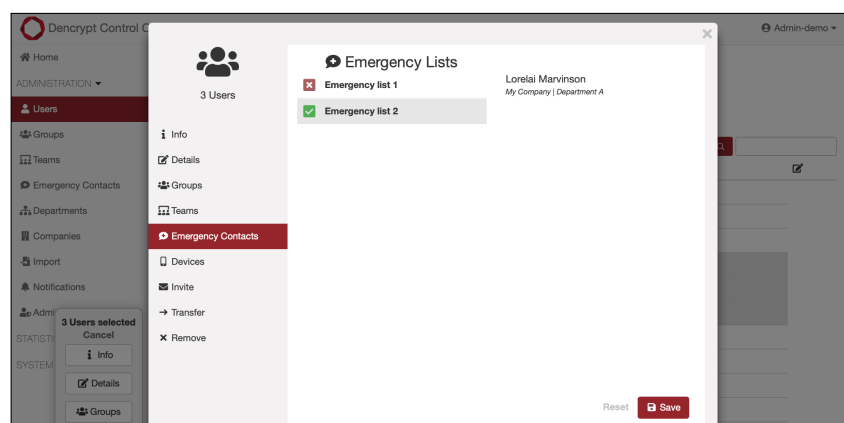 Dencrypt Control C
Admin-demo
Home
ADMINISTRATION
Users
Groups
Teams
Emergency Contacts
Departments
Companies
Import
Notifications
Admi
STATISTI
SYSTEM
3 Users selected
Cancel
Info
Details
Groups
3 Users
Info
Details
Groups
Teams
Emergency Contacts
Devices
Invite
Transfer
Remove
Emergency Lists
Emergency list 1
Emergency list 2
Lorelai Marvinson
My Company | Department A
Reset
Save